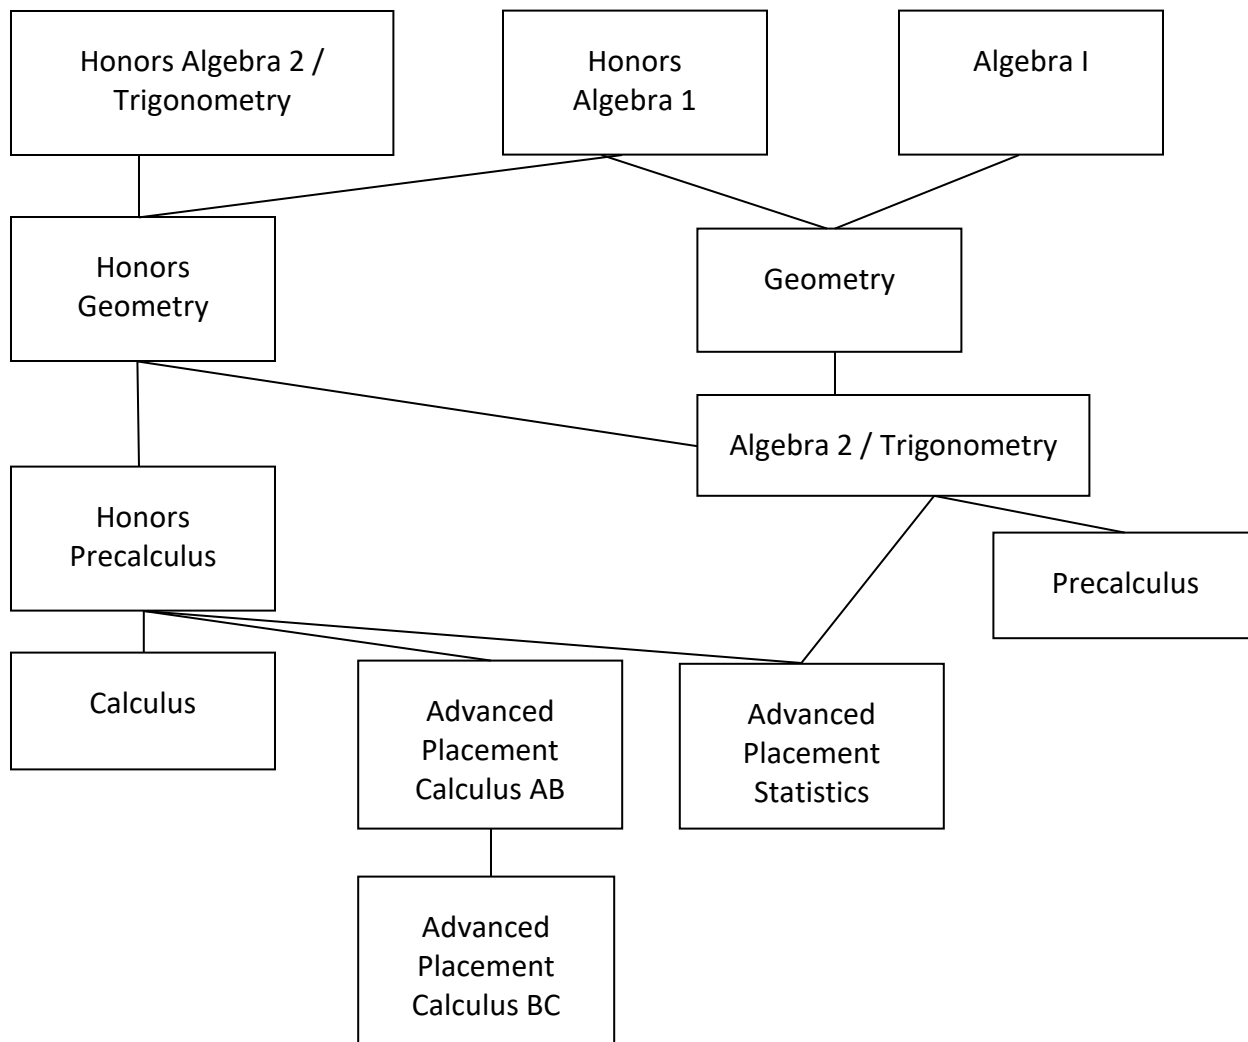 Honors Algebra 2 /
Trigonometry
Honors
Algebra 1
Algebra I
Honors
Geometry
Geometry
Algebra 2 / Trigonometry
Honors
Precalculus
Precalculus
Calculus
Advanced
Placement
Calculus AB
Advanced
Placement
Statistics
Advanced
Placement
Calculus BC